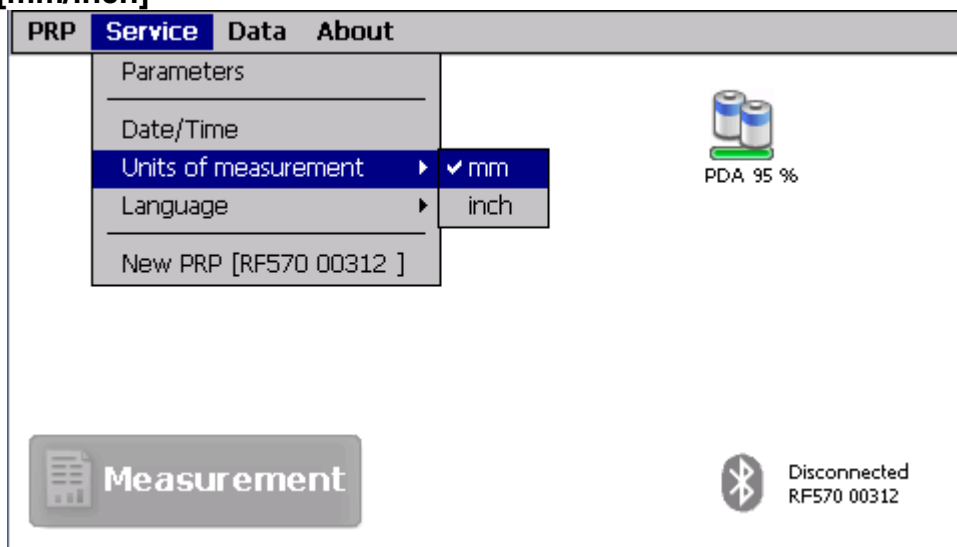 [mm/inch]
PRP Service Data About
Parameters
Date/Time
Units of measurement
mm
inch
Language
New PRP [RF570 00312 ]
PDA 95 %
Measurement
Disconnected
RF570 00312